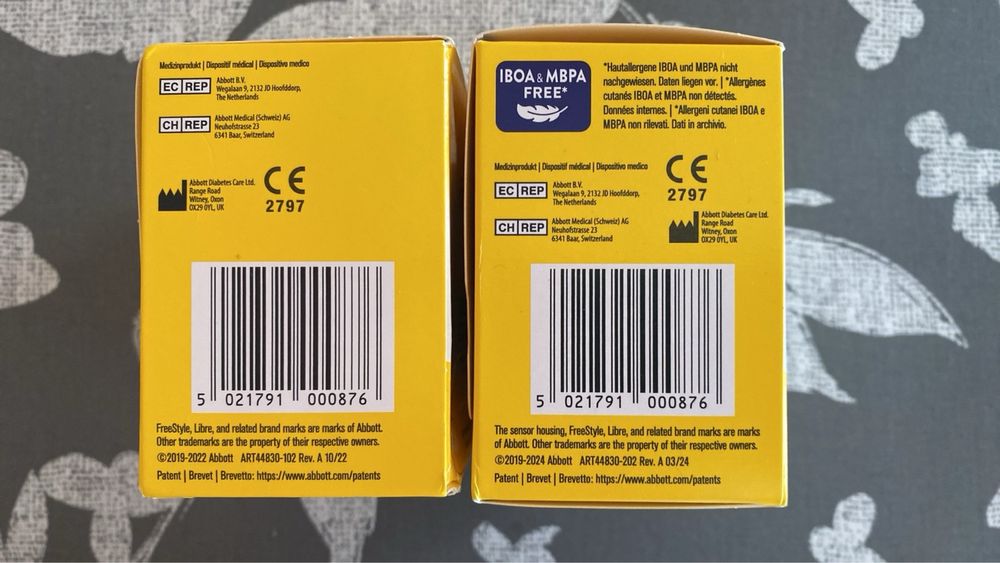 Medizinprodukt | Dispositif médical | Dispositivo medico
EC REP
Abbott B.V.
Wegalaan 9, 2132 JD Hoofddorp,
The Netherlands
CH REP
Abbott Medical (Schweiz) AG
Neuhofstrasse 23
6341 Baar, Switzerland
Abbott Diabetes Care Ltd.
Range Road
Witney, Oxon
OX29 0YL, UK
CE
2797
5 021791 000876
FreeStyle, Libre, and related brand marks are marks of Abbott.
Other trademarks are the property of their respective owners.
©2019-2022 Abbott ART44830-102 Rev. A 10/22
Patent | Brevet | Brevetto: https://www.abbott.com/patents
IBOA & MBPA
FREE*
*Hautallergene IBOA und MBPA nicht
nachgewiesen. Daten liegen vor. | *Allergènes
cutanés IBOA et MBPA non détectés.
Données internes. | *Allergeni cutanei IBOA e
MBPA non rilevati. Dati in archivio.
Medizinprodukt | Dispositif médical | Dispositivo medico
CE
2797
EC REP
Abbott B.V.
Wegalaan 9, 2132 JD Hoofddorp,
The Netherlands
CH REP
Abbott Medical (Schweiz) AG
Neuhofstrasse 23
6341 Baar, Switzerland
Abbott Diabetes Care Ltd.
Range Road
Witney, Oxon
OX29 0YL, UK
5 021791 000876
The sensor housing, FreeStyle, Libre, and related brand marks are marks
of Abbott. Other trademarks are the property of their respective owners.
©2019-2024 Abbott ART44830-202 Rev. A 03/24
Patent | Brevet | Brevetto: https://www.abbott.com/patents